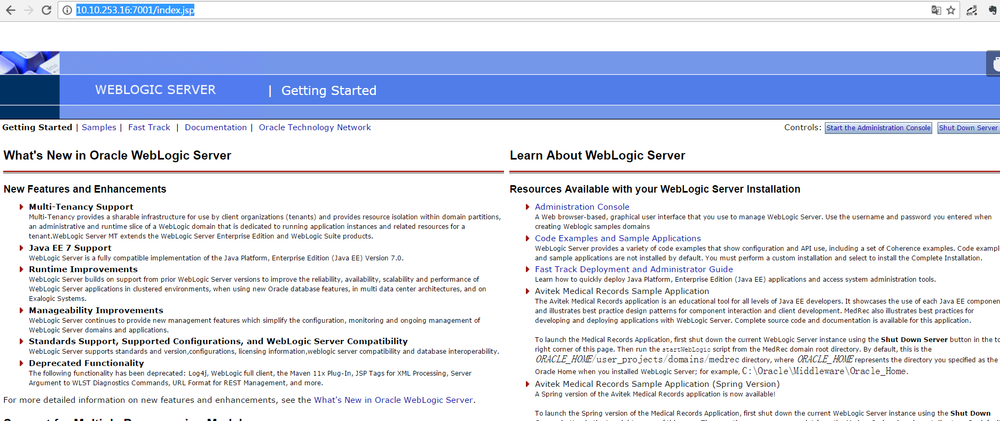 10.10.253.16:7001/index.jsp
WEBLOGIC SERVER | Getting Started
Getting Started | Samples | Fast Track | Documentation | Oracle Technology Network
Controls: Start the Administration Console Shut Down Server
What's New in Oracle WebLogic Server
New Features and Enhancements
Multi-Tenancy Support
Multi-Tenancy provides a sharable infrastructure for use by client organizations (tenants) and provides resource isolation within domain partitions,
an administrative and runtime slice of a WebLogic domain that is dedicated to running application instances and related resources for a
tenant.WebLogic Server MT extends the WebLogic Server Enterprise Edition and WebLogic Suite products.
Java EE 7 Support
WebLogic Server is a fully compatible implementation of the Java Platform, Enterprise Edition (Java EE) Version 7.0.
Runtime Improvements
WebLogic Server builds on support from prior WebLogic Server versions to improve the reliability, availability, scalability and performance of
WebLogic Server applications in clustered environments, when using new Oracle database features, in multi data center architectures, and on
Exalogic Systems.
Manageability Improvements
WebLogic Server continues to provide new management features which simplify the configuration, monitoring and ongoing management of
WebLogic Server domains and applications.
Standards Support, Supported Configurations, and WebLogic Server Compatibility
WebLogic Server supports standards and version,configurations, licensing information,weblogic server compatibility and database interoperability.
Deprecated Functionality
The following functionality has been deprecated: Log4j, WebLogic full client, the Maven 11x Plug-In, JSP Tags for XML Processing, Server
Argument to WLST Diagnostics Commands, URL Format for REST Management, and more.
For more detailed information on new features and enhancements, see the What's New in Oracle WebLogic Server.
Learn About WebLogic Server
Resources Available with your WebLogic Server Installation
Administration Console
A Web browser-based, graphical user interface that you use to manage WebLogic Server. Use the username and password you entered when
creating Weblogic samples domains
Code Examples and Sample Applications
WebLogic Server provides a variety of code examples that show configuration and API use, including a set of Coherence examples. Code exampl
and sample applications are not installed by default. You must perform a custom installation and select to install the Complete Installation.
Fast Track Deployment and Administrator Guide
Learn how to quickly deploy Java Platform, Enterprise Edition (Java EE) applications and access system administration tools.
Avitek Medical Records Sample Application
The Avitek Medical Records application is an educational tool for all levels of Java EE developers. It showcases the use of each Java EE componen
and illustrates best practice design patterns for component interaction and client development. MedRec also illustrates best practices for
developing and deploying applications with WebLogic Server. Complete source code and documentation is available for this application.
To launch the Medical Records Application, first shut down the current WebLogic Server instance using the Shut Down Server button in the to
right corner of this page. Then run the startWebLogic script from the MedRec domain root directory. By default, this is the
ORACLE_HOME/user_projects/domains/medrec directory, where ORACLE_HOME represents the directory you specified as the
Oracle Home when you installed WebLogic Server; for example, C:\Oracle\Middleware\Oracle_Home.
Avitek Medical Records Sample Application (Spring Version)
A Spring version of the Avitek Medical Records application is now available!
To launch the Spring version of the Medical Records Application, first shut down the current WebLogic Server instance using the Shut Down